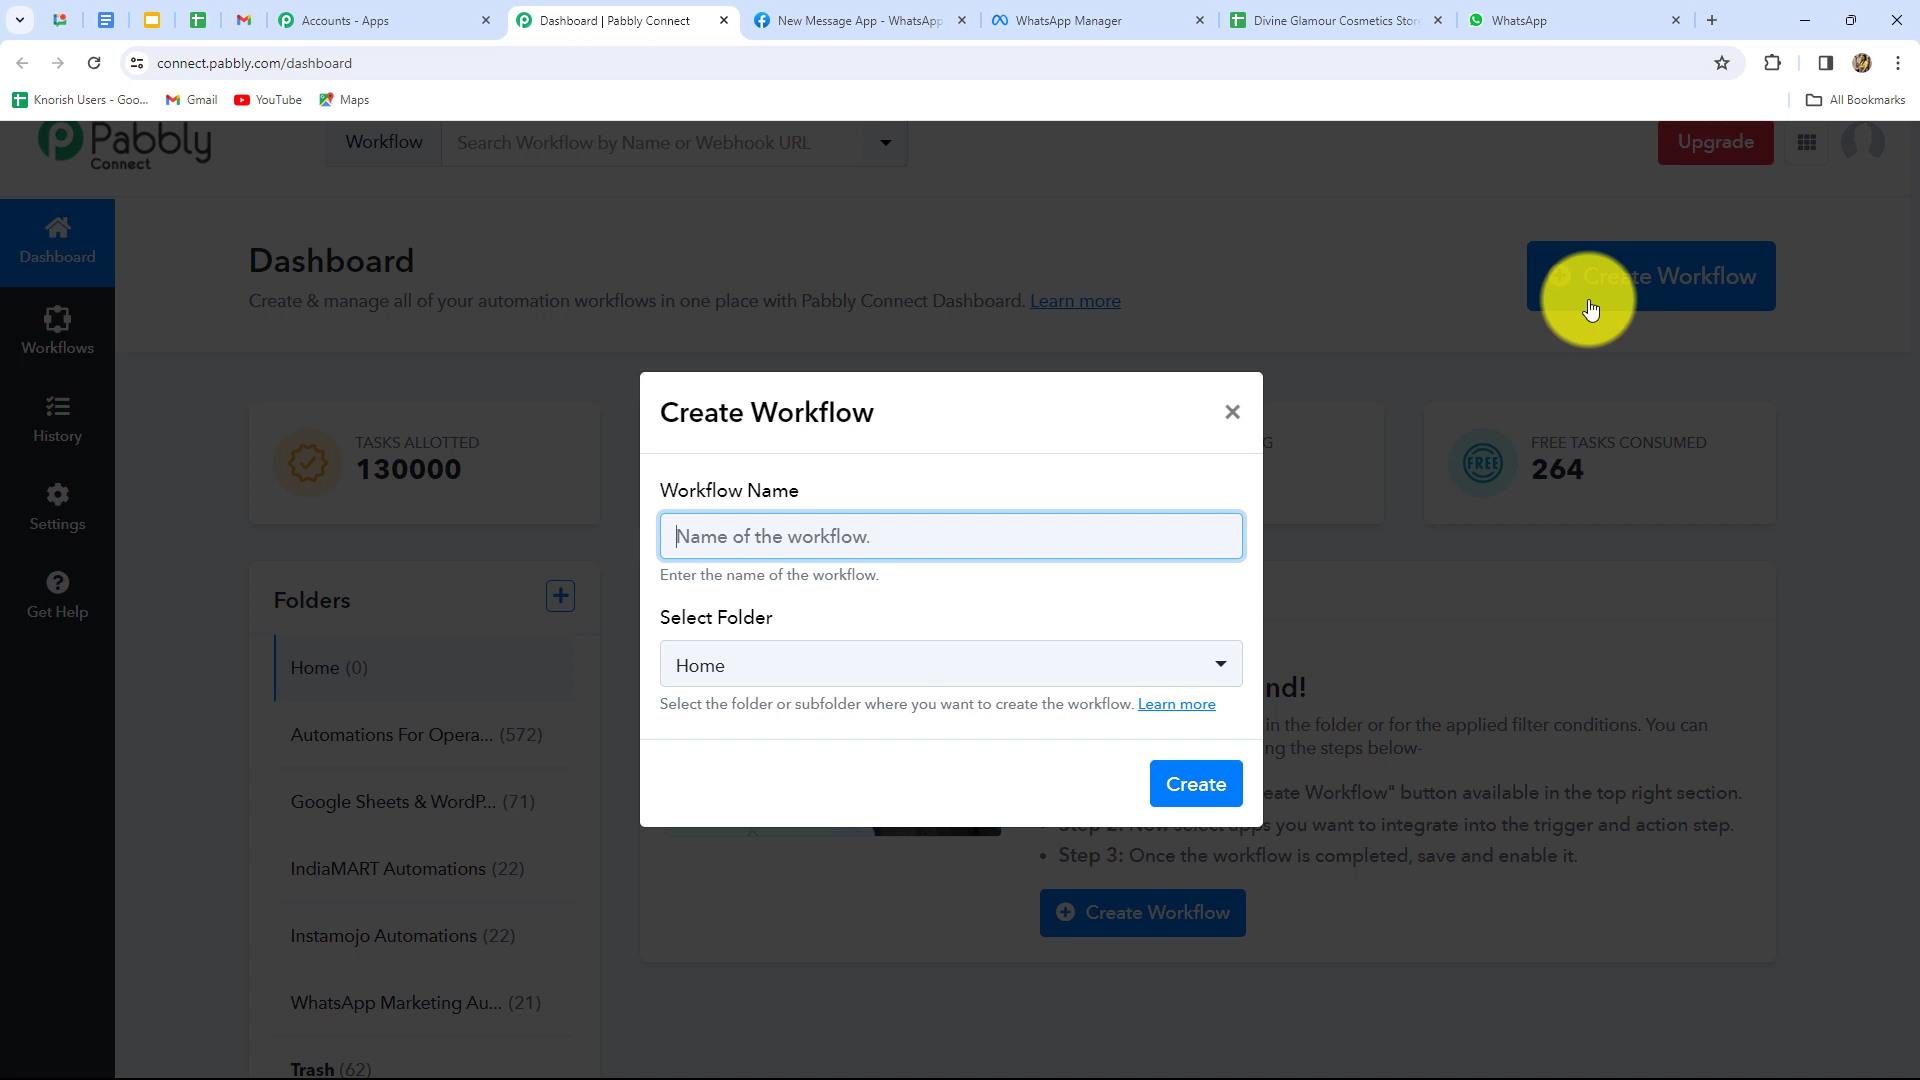 Accounts - Apps
Dashboard | Pabbly Connect
New Message App - WhatsApp
WhatsApp Manager
Divine Glamour Cosmetics Stor
WhatsApp
connect.pabbly.com/dashboard
Knorish Users - Goo...
Gmail
YouTube
Maps
All Bookmarks
Pabbly
Connect
Workflow
Search Workflow by Name or Webhook URL
Upgrade
Dashboard
Workflows
History
Settings
Get Help
Dashboard
Create & manage all of your automation workflows in one place with Pabbly Connect Dashboard. Learn more
Create Workflow
TASKS ALLOTTED
130000
G
FREE TASKS CONSUMED
264
FREE
Folders
Home (0)
Automations For Opera... (572)
Google Sheets & WordP... (71)
IndiaMART Automations (22)
Instamojo Automations (22)
WhatsApp Marketing Au... (21)
Trash (62)
Create Workflow
Workflow Name
Name of the workflow.
Enter the name of the workflow.
Select Folder
Home
Select the folder or subfolder where you want to create the workflow. Learn more
Create
nd!
in the folder or for the applied filter conditions. You can
ng the steps below-
eate Workflow" button available in the top right section.
you want to integrate into the trigger and action step.
Step 3: Once the workflow is completed, save and enable it.
Create Workflow